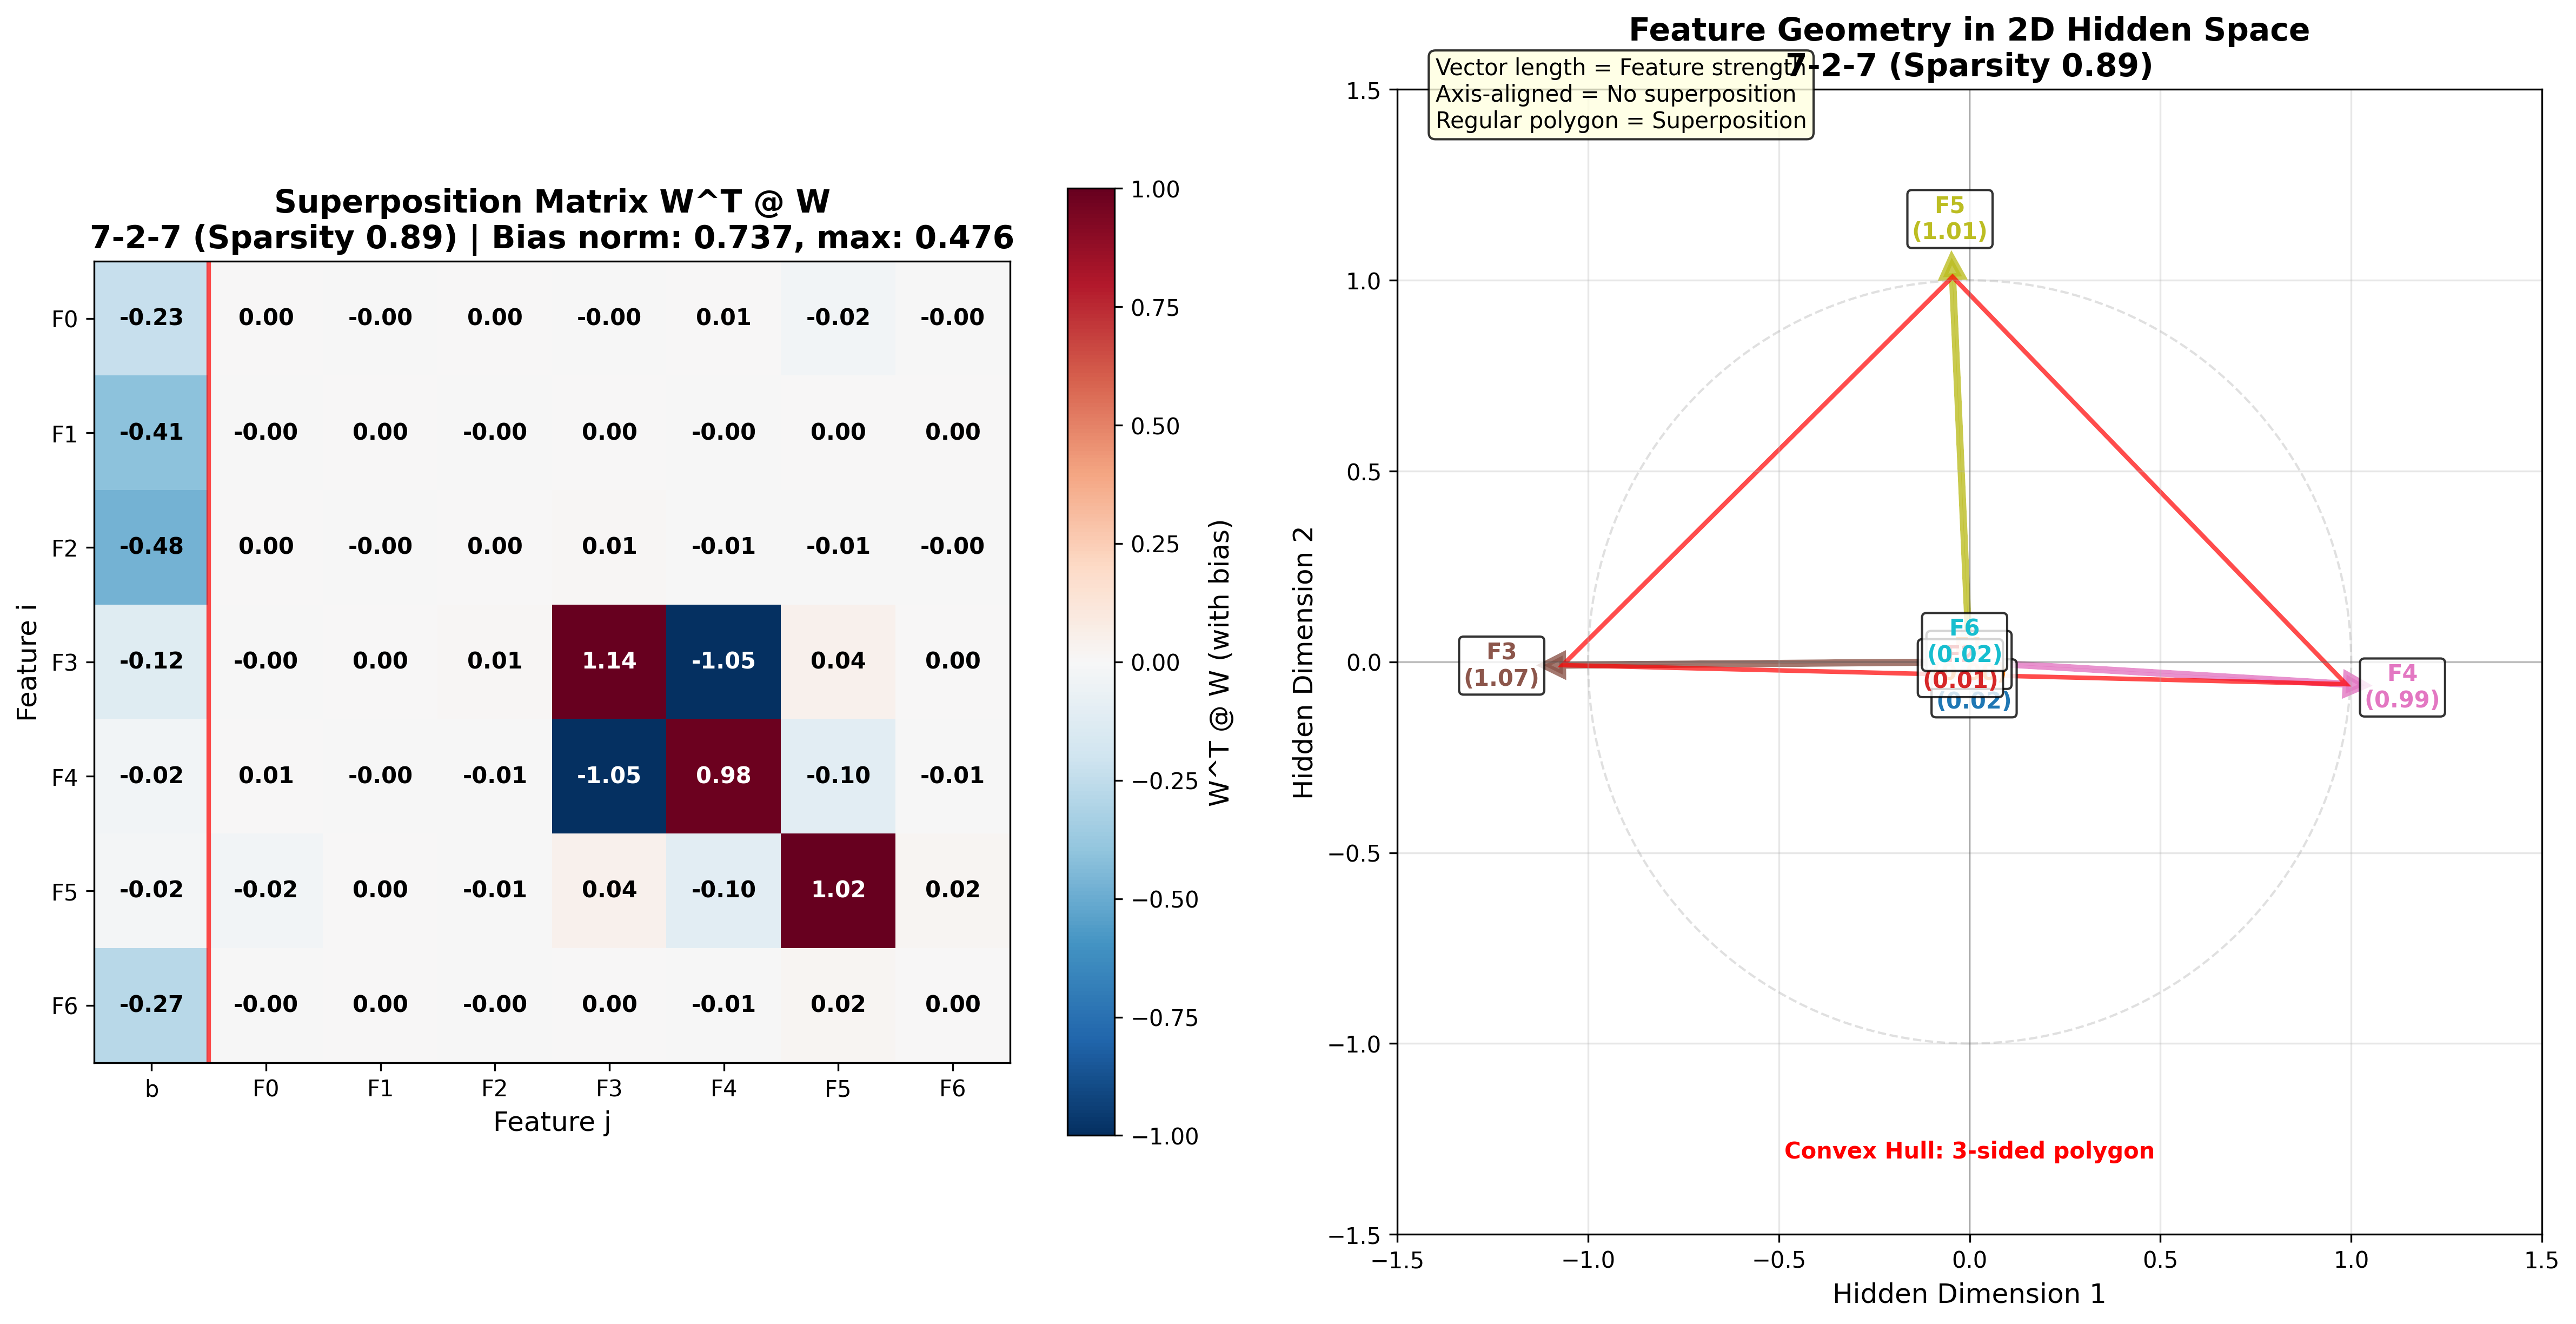 Superposition Matrix W^T @ W
7-2-7 (Sparsity 0.89) | Bias norm: 0.737, max: 0.476
F0 -0.23 0.00 -0.00 0.00 -0.00 0.01 -0.02 -0.00
F1 -0.41 -0.00 0.00 -0.00 0.00 -0.00 0.00 0.00
F2 -0.48 0.00 -0.00 0.00 0.01 -0.01 -0.01 -0.00
F3 -0.12 -0.00 0.00 0.01 1.14 -1.05 0.04 0.00
F4 -0.02 0.01 -0.00 -0.01 -1.05 0.98 -0.10 -0.01
F5 -0.02 -0.02 0.00 -0.01 0.04 -0.10 1.02 0.02
F6 -0.27 -0.00 0.00 -0.00 0.00 -0.01 0.02 0.00
b F0 F1 F2 F3 F4 F5 F6
Feature j
Feature i
1.00
0.75
0.50
0.25
0.00
−0.25
−0.50
−0.75
−1.00
W^T @ W (with bias)
Feature Geometry in 2D Hidden Space
7-2-7 (Sparsity 0.89)
Vector length = Feature strength
Axis-aligned = No superposition
Regular polygon = Superposition
F5
(1.01)
F6
(0.02)
(0.01)
(0.02)
F3
(1.07)
F4
(0.99)
Convex Hull: 3-sided polygon
1.5
1.0
0.5
0.0
−0.5
−1.0
−1.5
−1.5 −1.0 −0.5 0.0 0.5 1.0 1.5
Hidden Dimension 1
Hidden Dimension 2